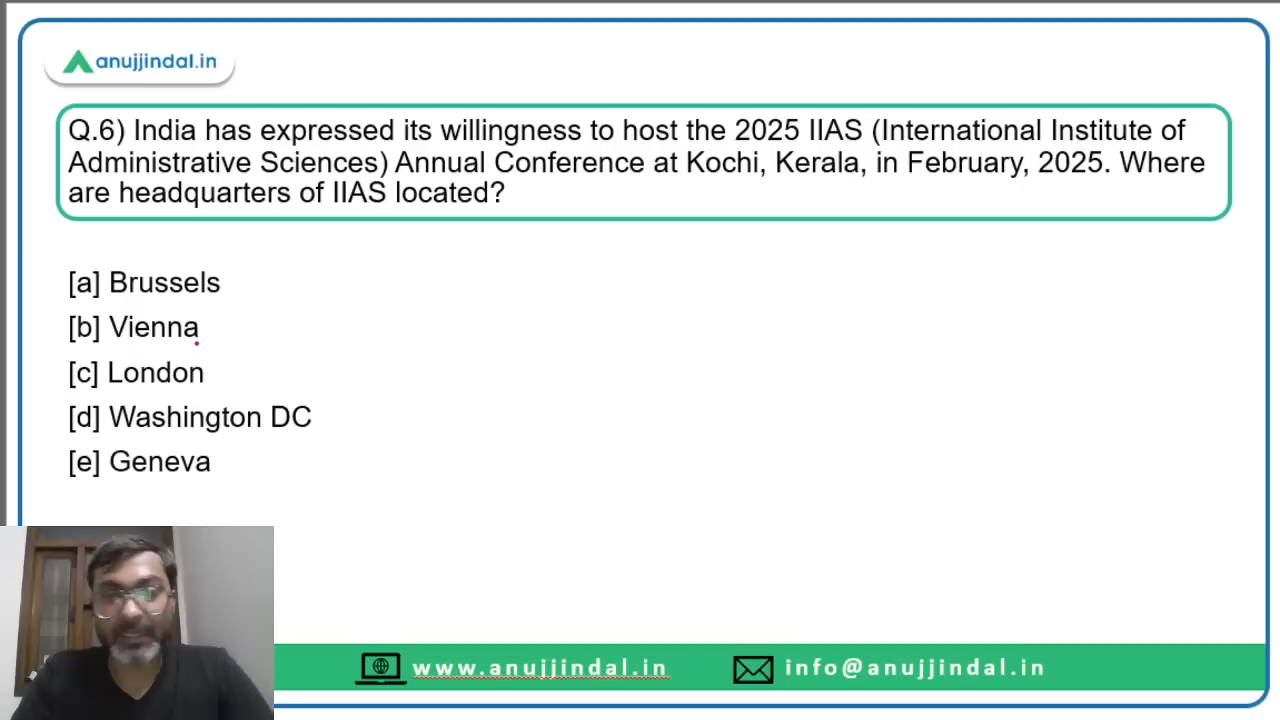 anujjindal.in
Q.6) India has expressed its willingness to host the 2025 IIAS (International Institute of
Administrative Sciences) Annual Conference at Kochi, Kerala, in February, 2025. Where
are headquarters of IIAS located?
[a] Brussels
[b] Vienna
[c] London
[d] Washington DC
[e] Geneva
www.anujjindal.in
info@anujjindal.in